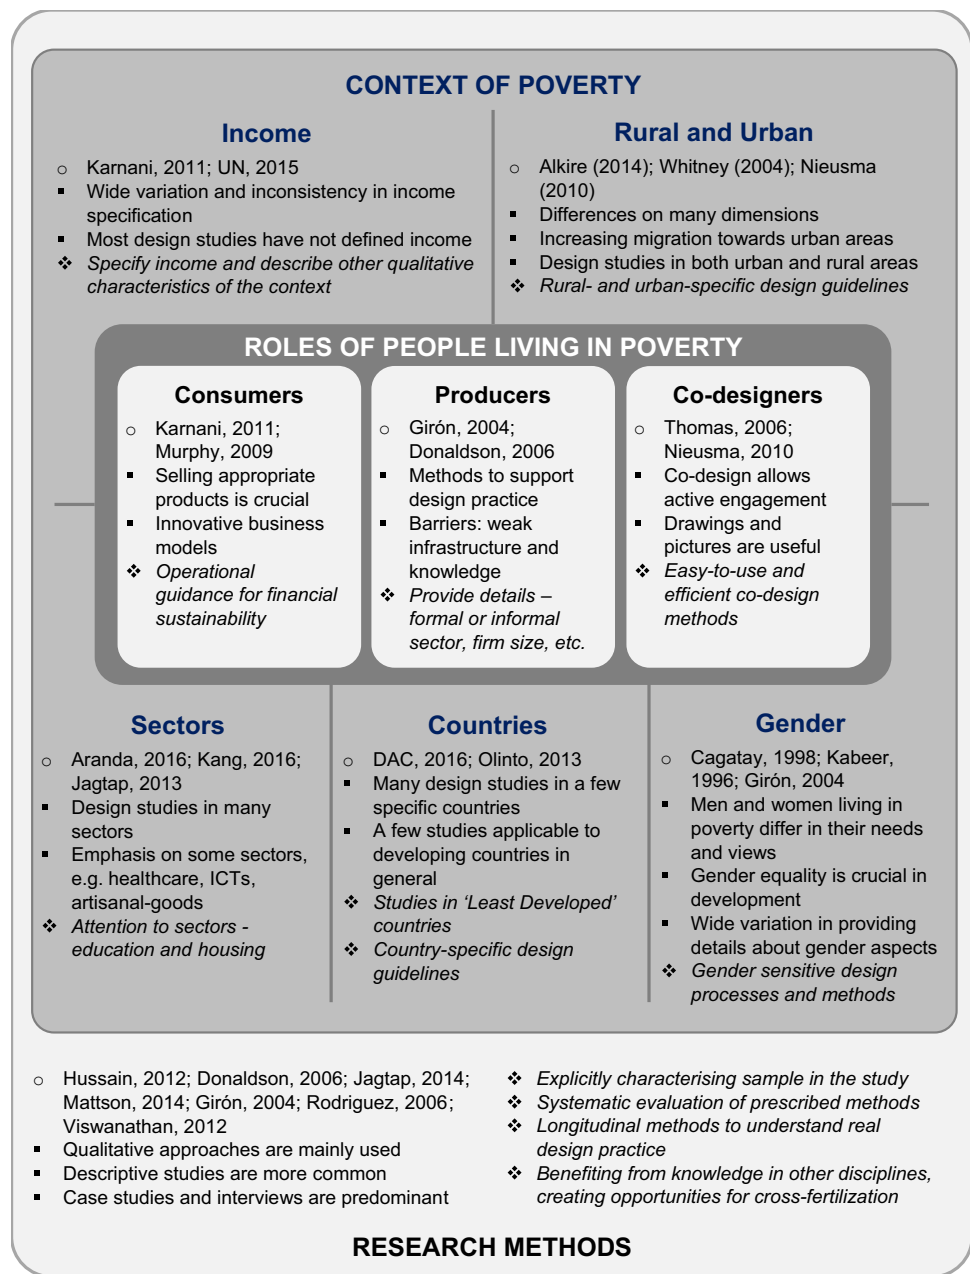 CONTEXT OF POVERTY
Income
○ Karnani, 2011; UN, 2015
▪ Wide variation and inconsistency in income
specification
▪ Most design studies have not defined income
❖ Specify income and describe other qualitative
characteristics of the context
Rural and Urban
○ Alkire (2014); Whitney (2004); Nieusma
(2010)
▪ Differences on many dimensions
▪ Increasing migration towards urban areas
▪ Design studies in both urban and rural areas
❖ Rural- and urban-specific design guidelines
ROLES OF PEOPLE LIVING IN POVERTY
Consumers
○ Karnani, 2011;
Murphy, 2009
▪ Selling appropriate
products is crucial
▪ Innovative business
models
❖ Operational
guidance for financial
sustainability
Producers
○ Girón, 2004;
Donaldson, 2006
▪ Methods to support
design practice
▪ Barriers: weak
infrastructure and
knowledge
❖ Provide details –
formal or informal
sector, firm size, etc.
Co-designers
○ Thomas, 2006;
Nieusma, 2010
▪ Co-design allows
active engagement
▪ Drawings and
pictures are useful
❖ Easy-to-use and
efficient co-design
methods
Sectors
○ Aranda, 2016; Kang, 2016;
Jagtap, 2013
▪ Design studies in many
sectors
▪ Emphasis on some sectors,
e.g. healthcare, ICTs,
artisanal-goods
❖ Attention to sectors -
education and housing
Countries
○ DAC, 2016; Olinto, 2013
▪ Many design studies in a few
specific countries
▪ A few studies applicable to
developing countries in
general
❖ Studies in ‘Least Developed’
countries
❖ Country-specific design
guidelines
Gender
○ Cagatay, 1998; Kabeer,
1996; Girón, 2004
▪ Men and women living in
poverty differ in their needs
and views
▪ Gender equality is crucial in
development
▪ Wide variation in providing
details about gender aspects
❖ Gender sensitive design
processes and methods
○ Hussain, 2012; Donaldson, 2006; Jagtap, 2014;
Mattson, 2014; Girón, 2004; Rodriguez, 2006;
Viswanathan, 2012
▪ Qualitative approaches are mainly used
▪ Descriptive studies are more common
▪ Case studies and interviews are predominant
❖ Explicitly characterising sample in the study
❖ Systematic evaluation of prescribed methods
❖ Longitudinal methods to understand real
design practice
❖ Benefiting from knowledge in other disciplines,
creating opportunities for cross-fertilization
RESEARCH METHODS